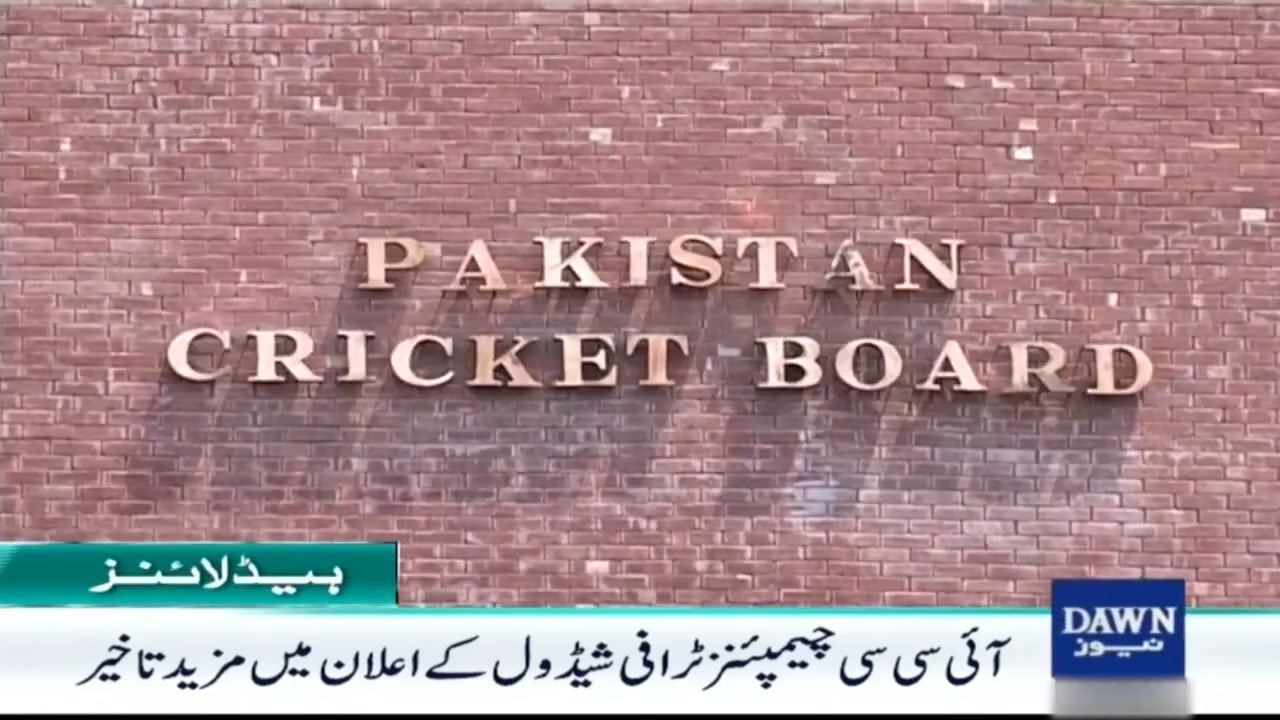 PAKISTAN
CRICKET BOARD
ہیڈلائنز
آئی سی سی چیمپئنز ٹرافی شیڈول کے اعلان میں مزید تاخیر
DAWN
نیوز